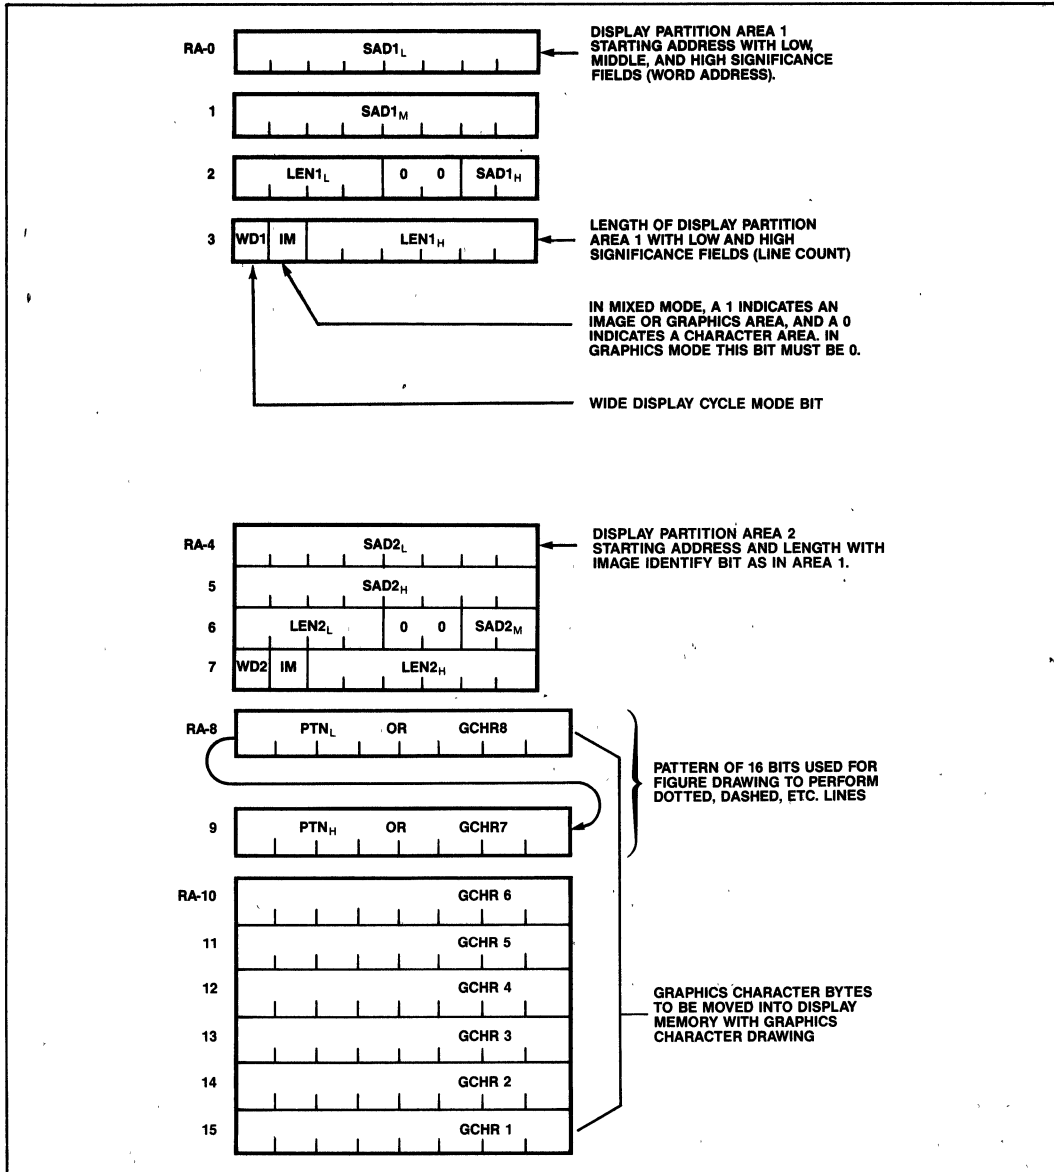 RA-0 SAD1L
DISPLAY PARTITION AREA 1
STARTING ADDRESS WITH LOW,
MIDDLE, AND HIGH SIGNIFICANCE
FIELDS (WORD ADDRESS).
1 SAD1M
2 LEN1L 0 0 SAD1H
3 WD1 IM LEN1H
LENGTH OF DISPLAY PARTITION
AREA 1 WITH LOW AND HIGH
SIGNIFICANCE FIELDS (LINE COUNT)
IN MIXED MODE, A 1 INDICATES AN
IMAGE OR GRAPHICS AREA, AND A 0
INDICATES A CHARACTER AREA. IN
GRAPHICS MODE THIS BIT MUST BE 0.
WIDE DISPLAY CYCLE MODE BIT
RA-4 SAD2L
DISPLAY PARTITION AREA 2
STARTING ADDRESS AND LENGTH WITH
IMAGE IDENTIFY BIT AS IN AREA 1.
5 SAD2H
6 LEN2L 0 0 SAD2M
7 WD2 IM LEN2H
RA-8 PTNL OR GCHR8
PATTERN OF 16 BITS USED FOR
FIGURE DRAWING TO PERFORM
DOTTED, DASHED, ETC. LINES
9 PTNH OR GCHR7
RA-10 GCHR 6
11 GCHR 5
12 GCHR 4
13 GCHR 3
14 GCHR 2
15 GCHR 1
GRAPHICS CHARACTER BYTES
TO BE MOVED INTO DISPLAY
MEMORY WITH GRAPHICS
CHARACTER DRAWING